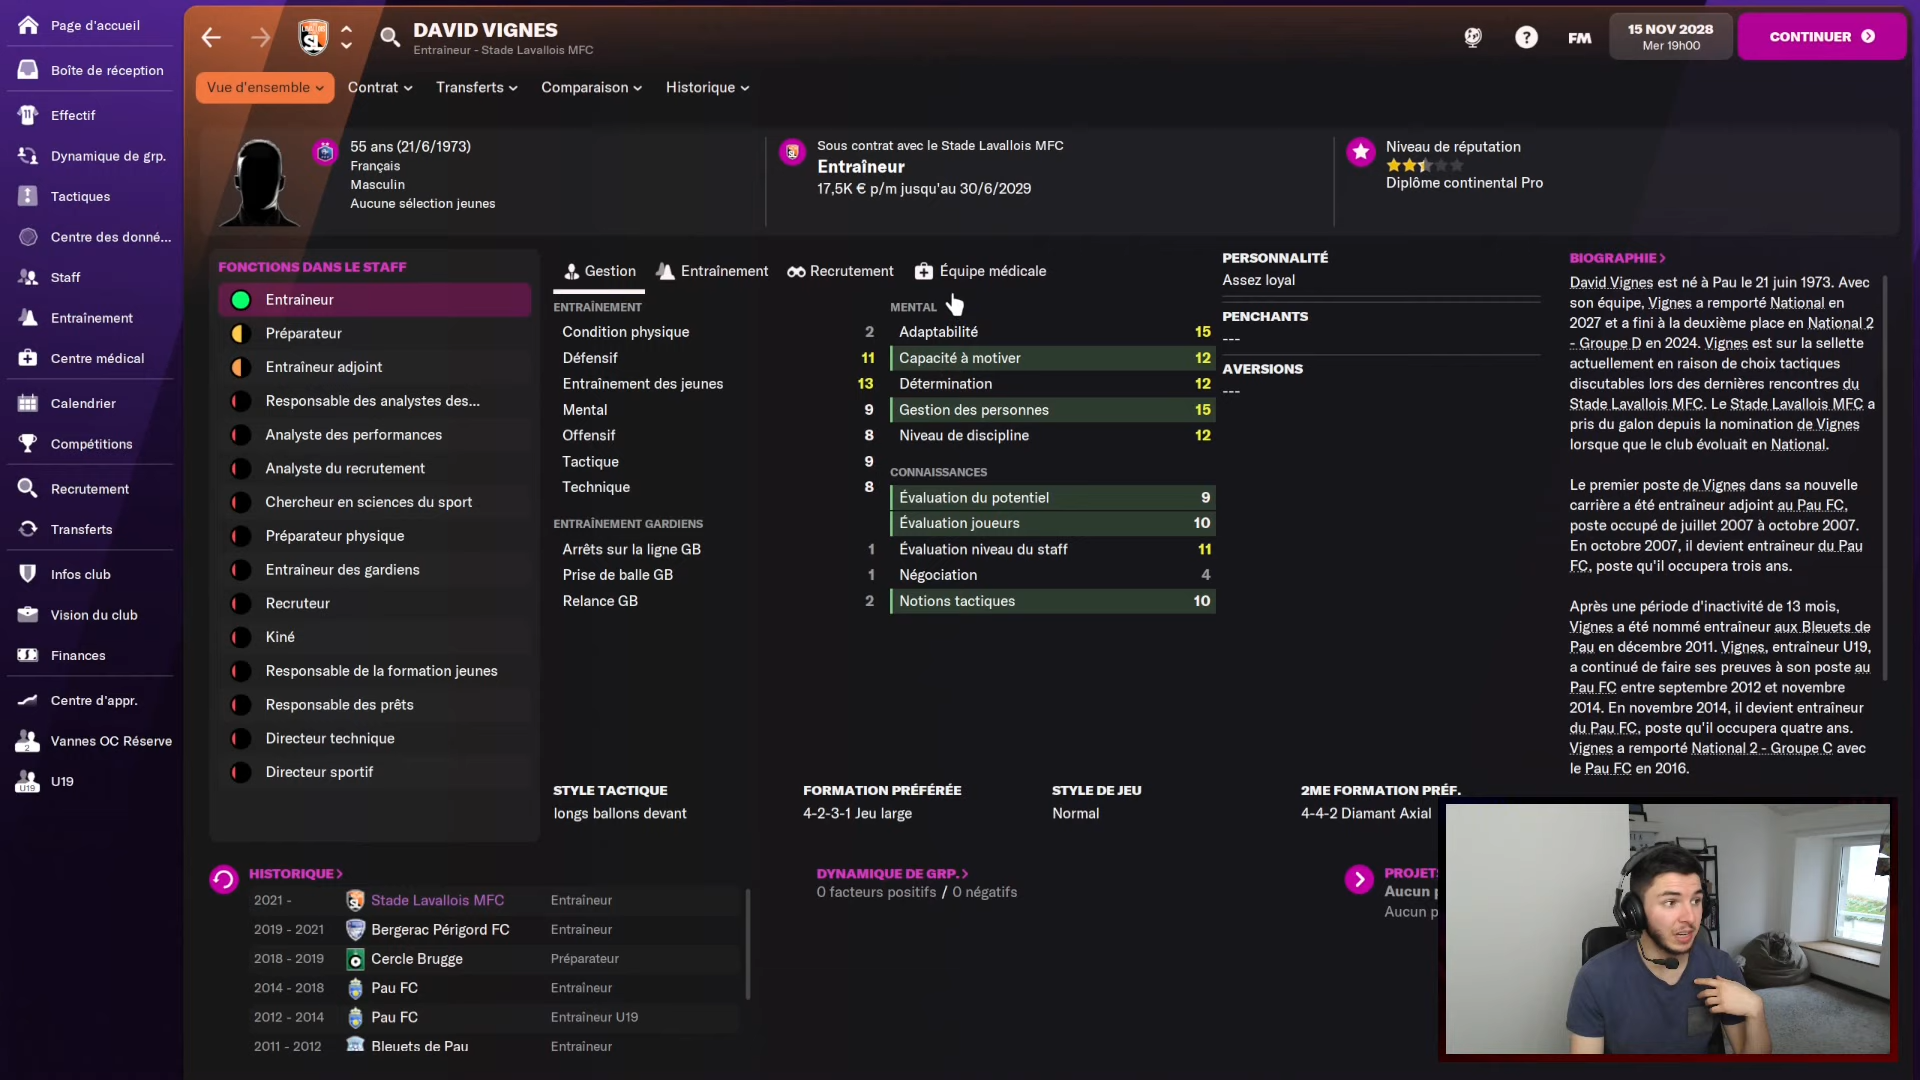 Page d'accueil
Boîte de réception
Effectif
Dynamique de grp.
Tactiques
Centre des donné...
Staff
Entraînement
Centre médical
Calendrier
Compétitions
Recrutement
Transferts
Infos club
Vision du club
Finances
Centre d'appr.
Vannes OC Réserve
U19
DAVID VIGNES
Entraîneur - Stade Lavallois MFC
FM
15 NOV 2028
Mer 19h00
CONTINUER
Vue d'ensemble
Contrat
Transferts
Comparaison
Historique
55 ans (21/6/1973)
Français
Masculin
Aucune sélection jeunes
Sous contrat avec le Stade Lavallois MFC
Entraîneur
17,5K € p/m jusqu'au 30/6/2029
Niveau de réputation
Diplôme continental Pro
FONCTIONS DANS LE STAFF
Entraîneur
Préparateur
Entraîneur adjoint
Responsable des analystes des...
Analyste des performances
Analyste du recrutement
Chercheur en sciences du sport
Préparateur physique
Entraîneur des gardiens
Recruteur
Kiné
Responsable de la formation jeunes
Responsable des prêts
Directeur technique
Directeur sportif
Gestion
Entraînement
Recrutement
Équipe médicale
ENTRAÎNEMENT
Condition physique 2
Défensif 11
Entraînement des jeunes 13
Mental 9
Offensif 8
Tactique 9
Technique 8
ENTRAÎNEMENT GARDIENS
Arrêts sur la ligne GB 1
Prise de balle GB 1
Relance GB 2
MENTAL
Adaptabilité 15
Capacité à motiver 12
Détermination 12
Gestion des personnes 15
Niveau de discipline 12
CONNAISSANCES
Évaluation du potentiel 9
Évaluation joueurs 10
Évaluation niveau du staff 11
Négociation 4
Notions tactiques 10
PERSONNALITÉ
Assez loyal
PENCHANTS
---
AVERSIONS
---
BIOGRAPHIE
David Vignes est né à Pau le 21 juin 1973. Avec
son équipe, Vignes a remporté National en
2027 et a fini à la deuxième place en National 2
- Groupe D en 2024. Vignes est sur la sellette
actuellement en raison de choix tactiques
discutables lors des dernières rencontres du
Stade Lavallois MFC. Le Stade Lavallois MFC a
pris du galon depuis la nomination de Vignes
lorsque le club évoluait en National.
Le premier poste de Vignes dans sa nouvelle
carrière a été entraîneur adjoint au Pau FC,
poste occupé de juillet 2007 à octobre 2007.
En octobre 2007, il devient entraîneur du Pau
FC, poste qu'il occupera trois ans.
Après une période d'inactivité de 13 mois,
Vignes a été nommé entraîneur aux Bleuets de
Pau en décembre 2011. Vignes, entraîneur U19,
a continué de faire ses preuves à son poste au
Pau FC entre septembre 2012 et novembre
2014. En novembre 2014, il devient entraîneur
du Pau FC, poste qu'il occupera quatre ans.
Vignes a remporté National 2 - Groupe C avec
le Pau FC en 2016.
STYLE TACTIQUE
longs ballons devant
FORMATION PRÉFÉRÉE
4-2-3-1 Jeu large
STYLE DE JEU
Normal
2ME FORMATION PRÉF.
4-4-2 Diamant Axial
HISTORIQUE
2021 - Stade Lavallois MFC Entraîneur
2019 - 2021 Bergerac Périgord FC Entraîneur
2018 - 2019 Cercle Brugge Préparateur
2014 - 2018 Pau FC Entraîneur
2012 - 2014 Pau FC Entraîneur U19
2011 - 2012 Bleuets de Pau Entraîneur
DYNAMIQUE DE GRP.
0 facteurs positifs / 0 négatifs
PROJETS
Aucun p
Aucun p